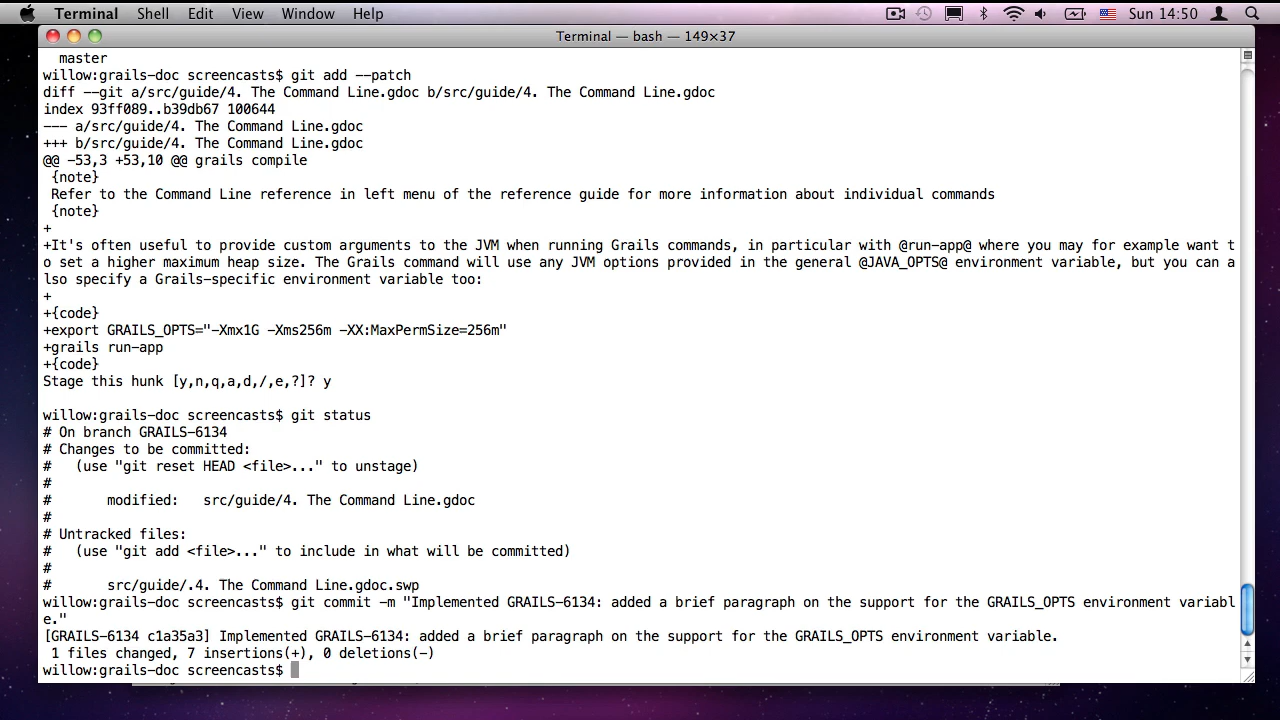 Terminal Shell Edit View Window Help Sun 14:50
Terminal — bash — 149×37
master
willow:grails-doc screencasts$ git add --patch
diff --git a/src/guide/4. The Command Line.gdoc b/src/guide/4. The Command Line.gdoc
index 93ff089..b39db67 100644
--- a/src/guide/4. The Command Line.gdoc
+++ b/src/guide/4. The Command Line.gdoc
@@ -53,3 +53,10 @@ grails compile
{note}
Refer to the Command Line reference in left menu of the reference guide for more information about individual commands
{note}
+
+It's often useful to provide custom arguments to the JVM when running Grails commands, in particular with @run-app@ where you may for example want t
o set a higher maximum heap size. The Grails command will use any JVM options provided in the general @JAVA_OPTS@ environment variable, but you can a
lso specify a Grails-specific environment variable too:
+
+{code}
+export GRAILS_OPTS="-Xmx1G -Xms256m -XX:MaxPermSize=256m"
+grails run-app
+{code}
Stage this hunk [y,n,q,a,d,/,e,?]? y
willow:grails-doc screencasts$ git status
# On branch GRAILS-6134
# Changes to be committed:
#   (use "git reset HEAD <file>..." to unstage)
#
#       modified:   src/guide/4. The Command Line.gdoc
#
# Untracked files:
#   (use "git add <file>..." to include in what will be committed)
#
#       src/guide/.4. The Command Line.gdoc.swp
willow:grails-doc screencasts$ git commit -m "Implemented GRAILS-6134: added a brief paragraph on the support for the GRAILS_OPTS environment variabl
e."
[GRAILS-6134 c1a35a3] Implemented GRAILS-6134: added a brief paragraph on the support for the GRAILS_OPTS environment variable.
1 files changed, 7 insertions(+), 0 deletions(-)
willow:grails-doc screencasts$